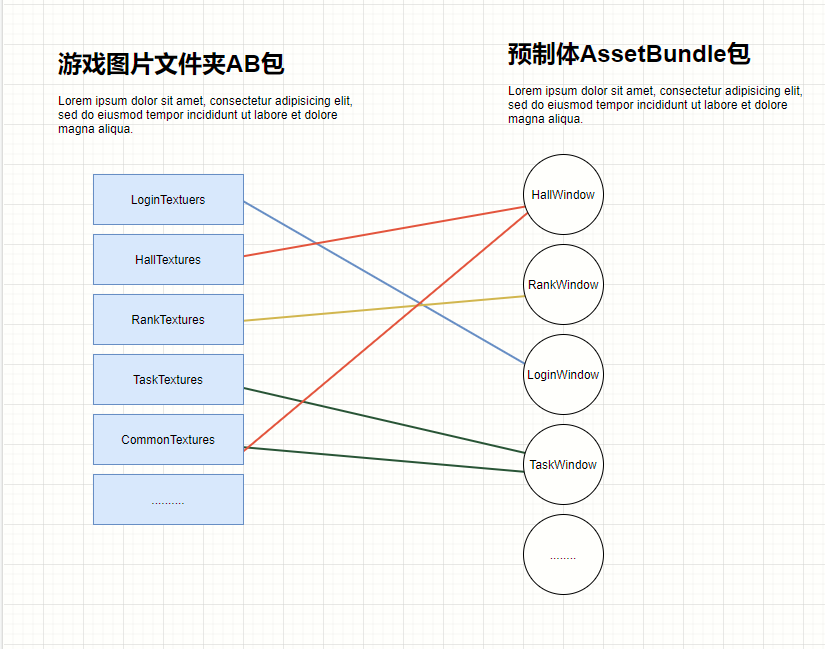 游戏图片文件夹AB包
Lorem ipsum dolor sit amet, consectetur adipisicing elit,
sed do eiusmod tempor incididunt ut labore et dolore
magna aliqua.
LoginTextuers
HallTextures
RankTextures
TaskTextures
CommonTextures
..........
预制体AssetBundle包
Lorem ipsum dolor sit amet, consectetur adipisicing elit,
sed do eiusmod tempor incididunt ut labore et dolore
magna aliqua.
HallWindow
RankWindow
LoginWindow
TaskWindow
........